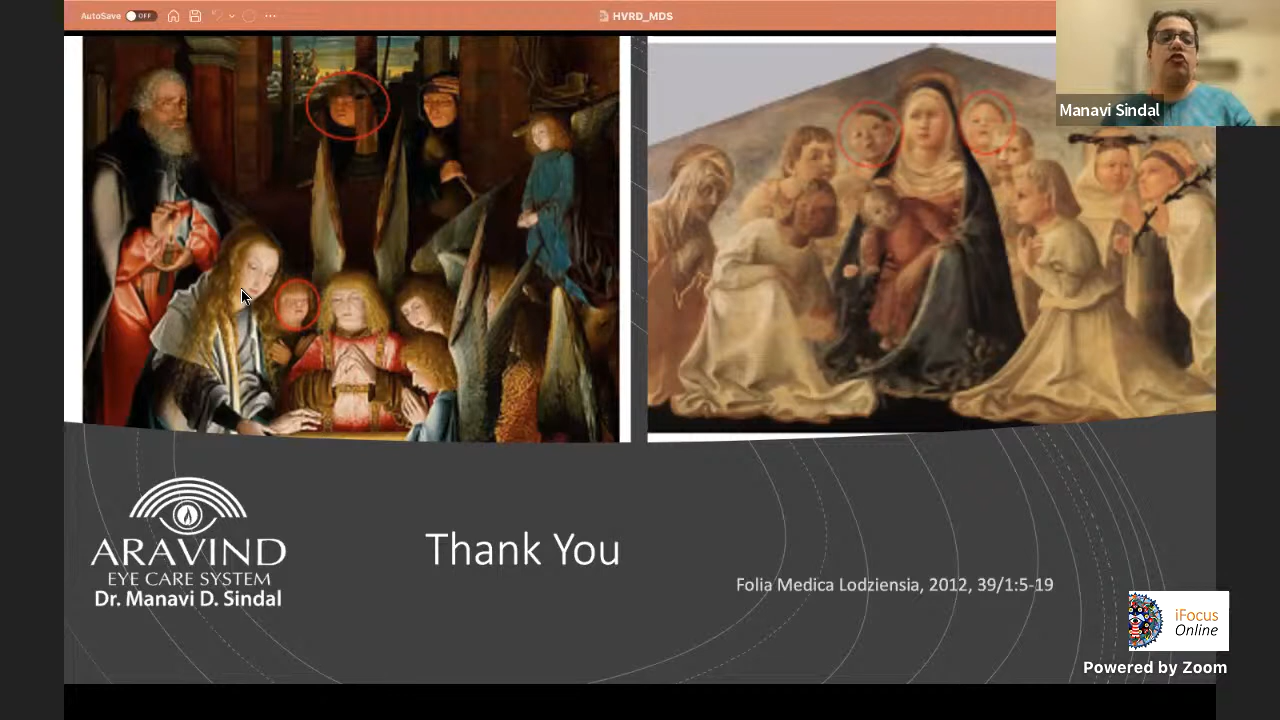 AutoSave OFF
HVRD_MDS
Manavi Sindal
ARAVIND
EYE CARE SYSTEM
Dr. Manavi D. Sindal
Thank You
Folia Medica Lodziensia, 2012, 39/1:5-19
iFocus
Online
Powered by Zoom